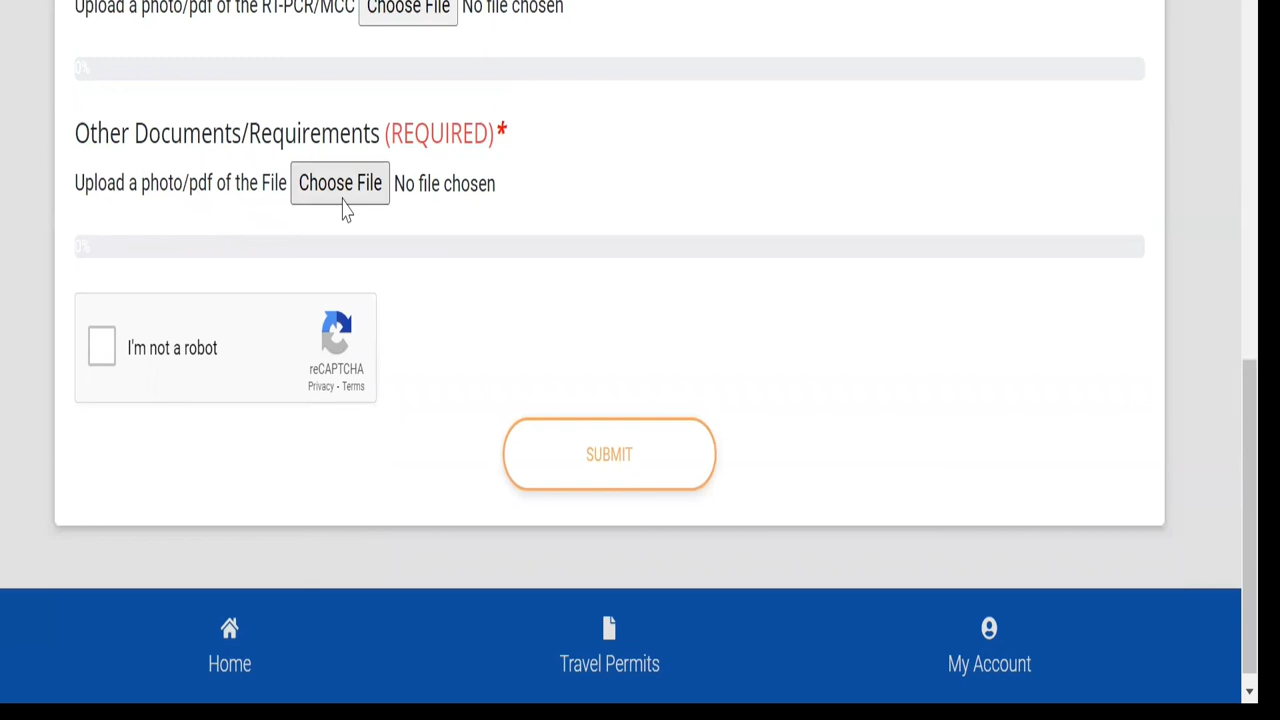 Upload a photo/pdf of the RT-PCR/MCC Choose File No file chosen
0%
Other Documents/Requirements (REQUIRED)*
Upload a photo/pdf of the File Choose File No file chosen
0%
I'm not a robot
reCAPTCHA
Privacy - Terms
SUBMIT
Home Travel Permits My Account